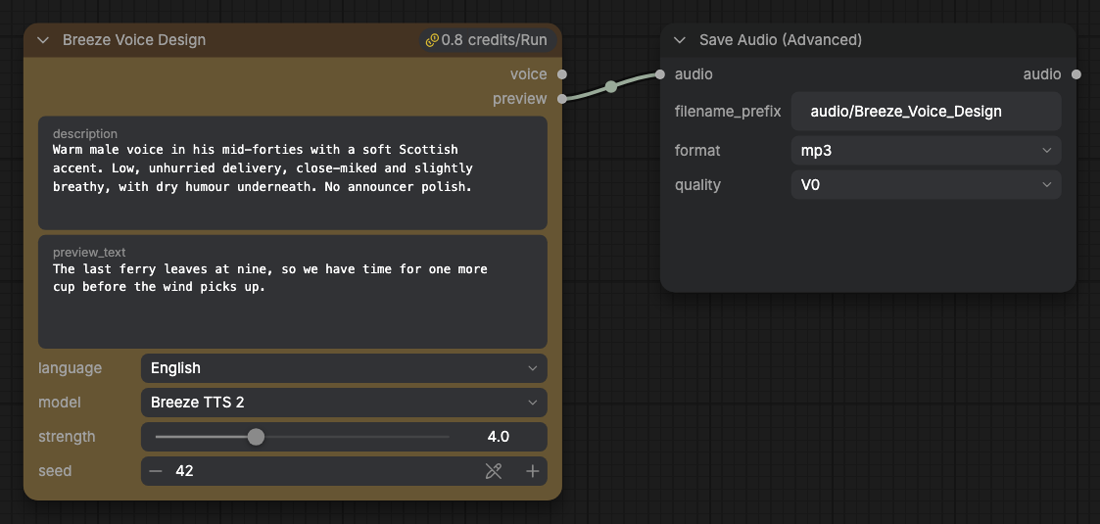 Breeze Voice Design
0.8 credits/Run
voice
preview
description
Warm male voice in his mid-forties with a soft Scottish
accent. Low, unhurried delivery, close-miked and slightly
breathy, with dry humour underneath. No announcer polish.
preview_text
The last ferry leaves at nine, so we have time for one more
cup before the wind picks up.
language English
model Breeze TTS 2
strength 4.0
seed 42
Save Audio (Advanced)
audio audio
filename_prefix audio/Breeze_Voice_Design
format mp3
quality V0